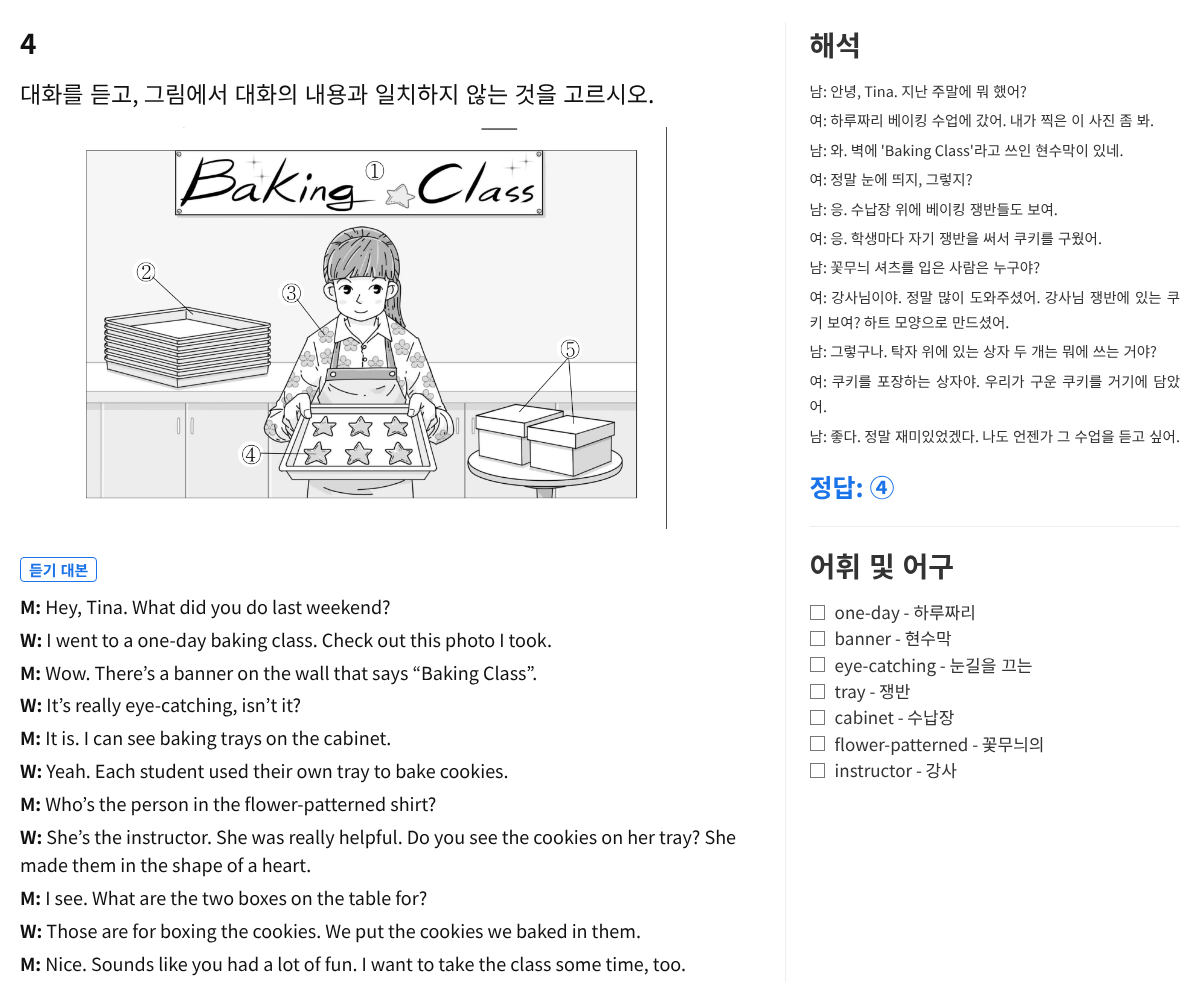 4
대화를 듣고, 그림에서 대화의 내용과 일치하지 않는 것을 고르시오.
Baking ① Class
②
③
⑤
④
듣기 대본
M: Hey, Tina. What did you do last weekend?
W: I went to a one-day baking class. Check out this photo I took.
M: Wow. There’s a banner on the wall that says “Baking Class”.
W: It’s really eye-catching, isn’t it?
M: It is. I can see baking trays on the cabinet.
W: Yeah. Each student used their own tray to bake cookies.
M: Who’s the person in the flower-patterned shirt?
W: She’s the instructor. She was really helpful. Do you see the cookies on her tray? She
made them in the shape of a heart.
M: I see. What are the two boxes on the table for?
W: Those are for boxing the cookies. We put the cookies we baked in them.
M: Nice. Sounds like you had a lot of fun. I want to take the class some time, too.
해석
남: 안녕, Tina. 지난 주말에 뭐 했어?
여: 하루짜리 베이킹 수업에 갔어. 내가 찍은 이 사진 좀 봐.
남: 와. 벽에 'Baking Class'라고 쓰인 현수막이 있네.
여: 정말 눈에 띄지, 그렇지?
남: 응. 수납장 위에 베이킹 쟁반들도 보여.
여: 응. 학생마다 자기 쟁반을 써서 쿠키를 구웠어.
남: 꽃무늬 셔츠를 입은 사람은 누구야?
여: 강사님이야. 정말 많이 도와주셨어. 강사님 쟁반에 있는 쿠
키 보여? 하트 모양으로 만드셨어.
남: 그렇구나. 탁자 위에 있는 상자 두 개는 뭐에 쓰는 거야?
여: 쿠키를 포장하는 상자야. 우리가 구운 쿠키를 거기에 담았
어.
남: 좋다. 정말 재미있었겠다. 나도 언젠가 그 수업을 듣고 싶어.
정답: ④
어휘 및 어구
one-day - 하루짜리
banner - 현수막
eye-catching - 눈길을 끄는
tray - 쟁반
cabinet - 수납장
flower-patterned - 꽃무늬의
instructor - 강사